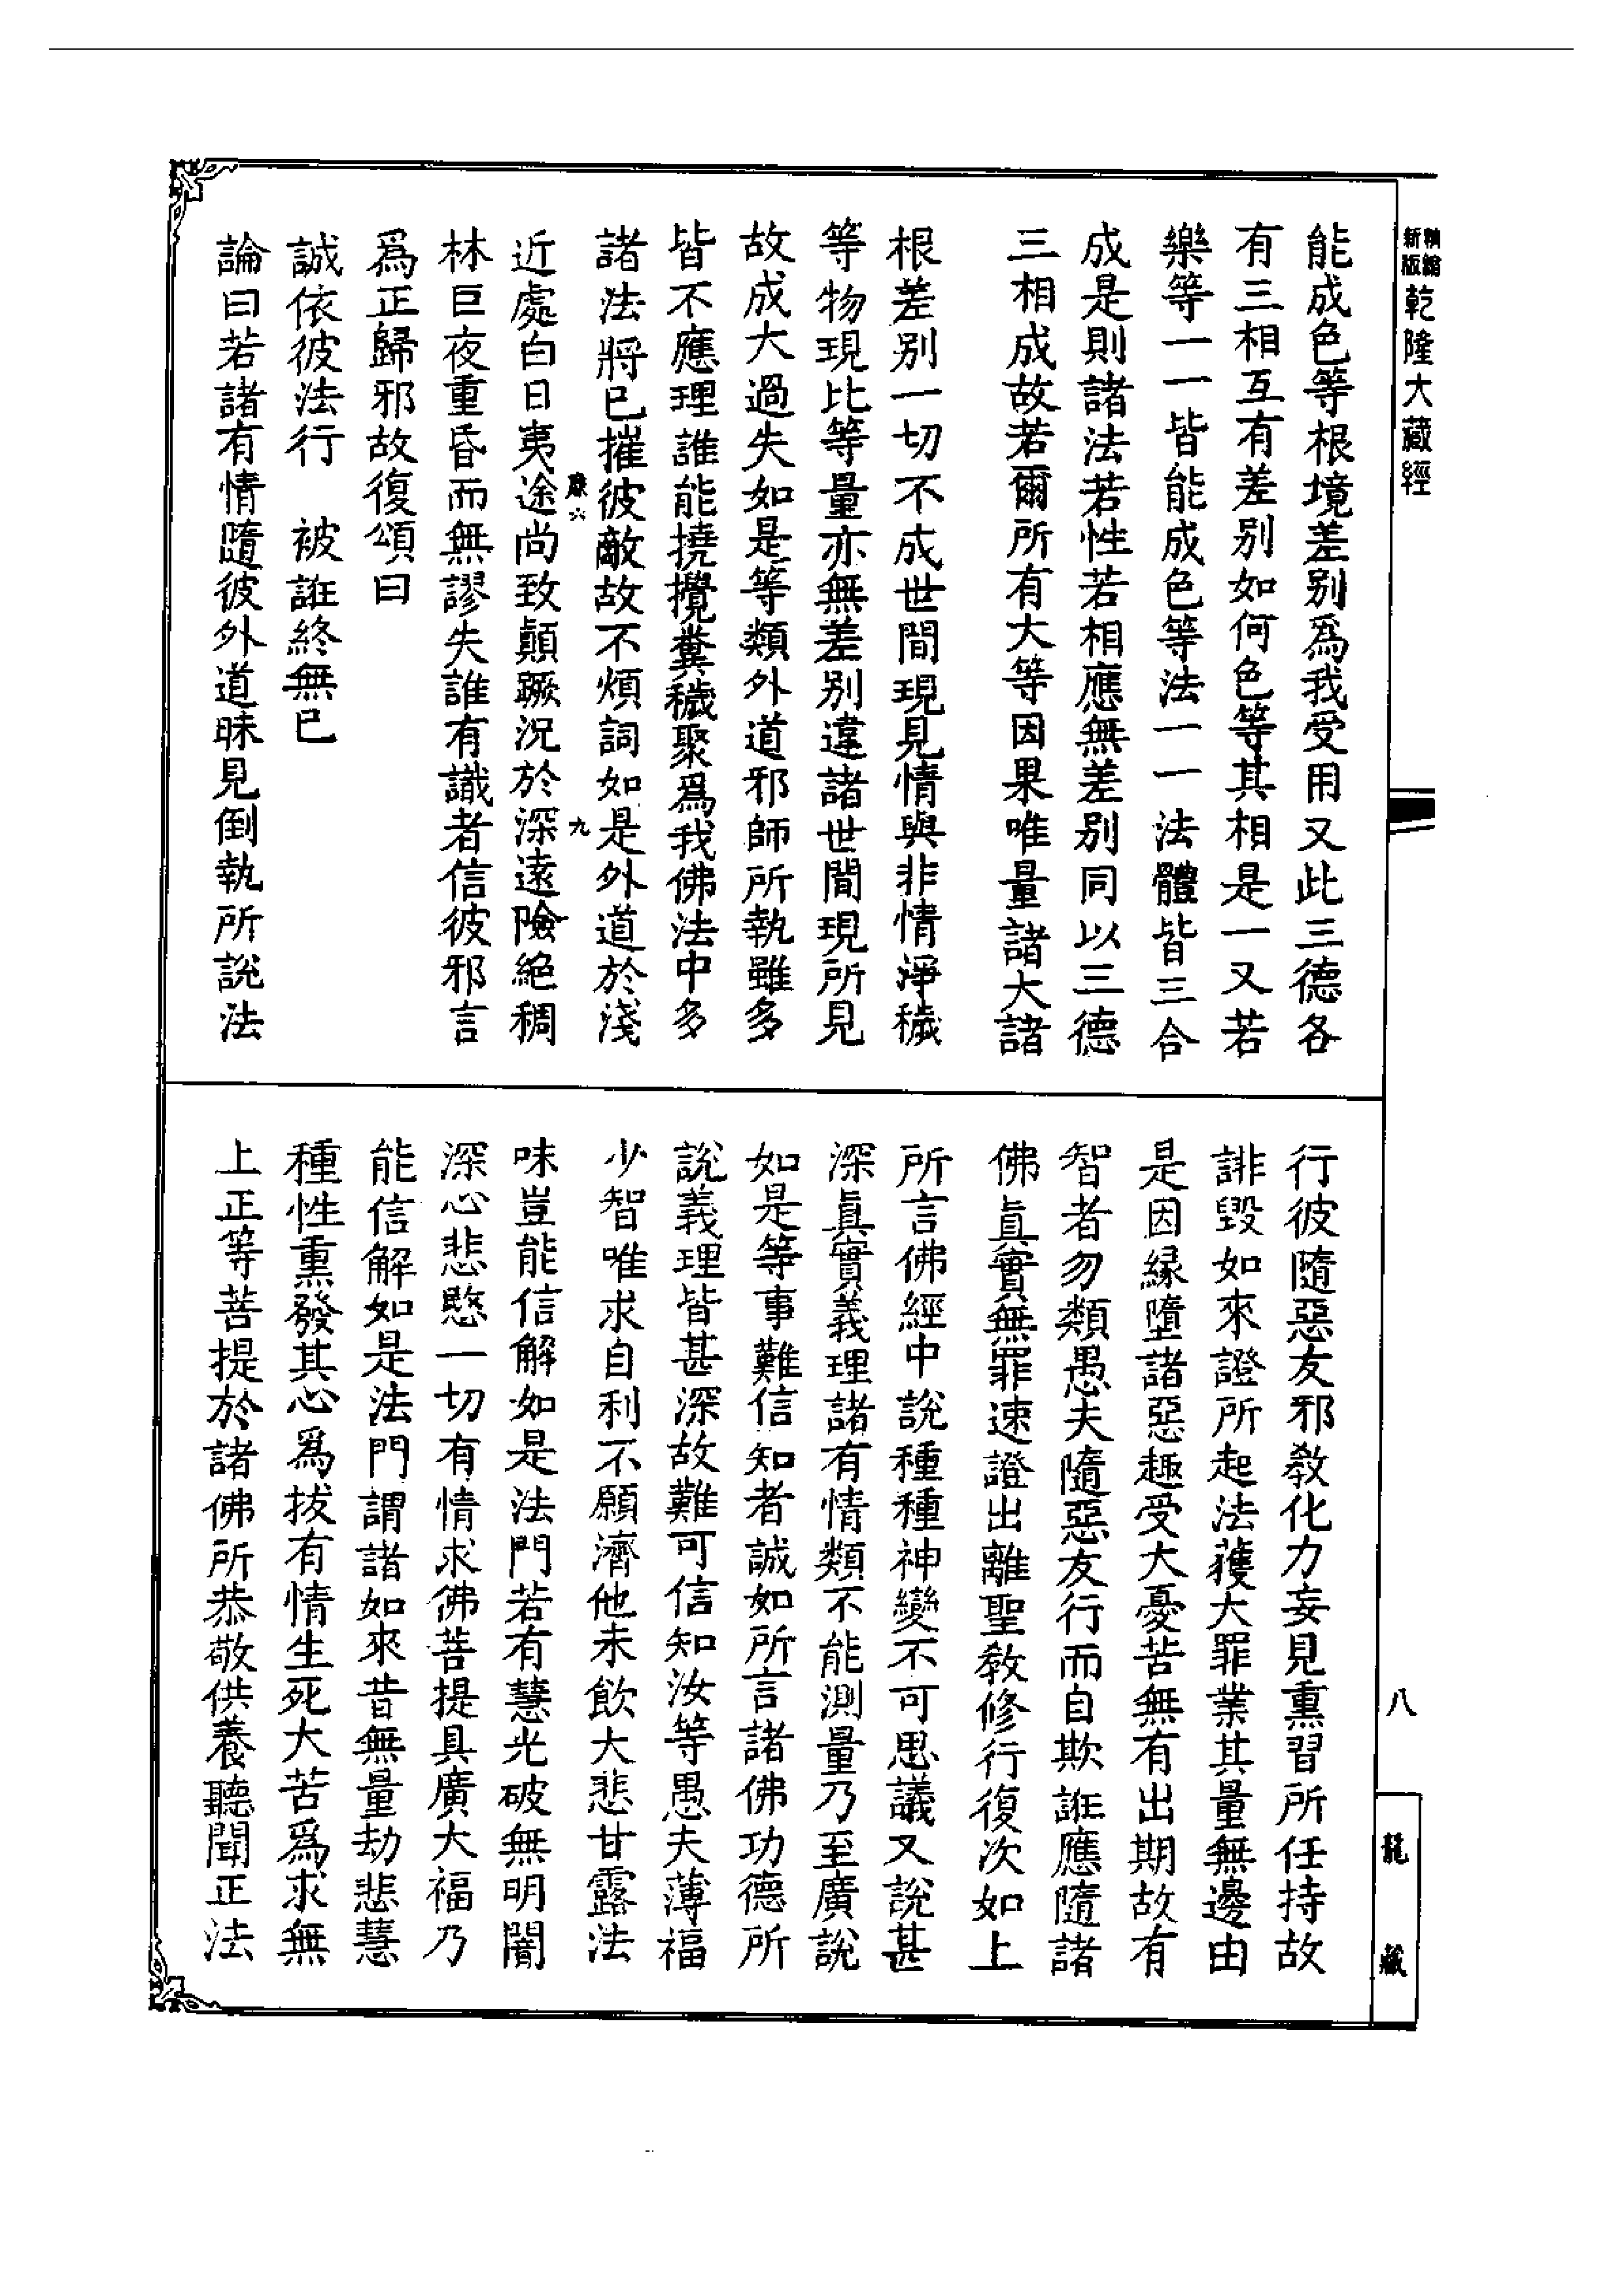 精縮
新版
乾隆大藏經
能成色等根境差別爲我受用又此三德各
有三相互有差別如何色等其相是一又若
樂等一一皆能成色等法一一法體皆三合
成是則諸法若性若相應無差別同以三德
三相成故若爾所有大等因果唯量諸大諸
根差別一切不成世間現見情與非情淨穢
等物現比等量亦無差別違諸世間現所見
故成大過失如是等類外道邪師所執雖多
皆不應理誰能撓攪糞穢聚爲我佛法中多
諸法將已摧彼敵故不煩詞如是外道於淺
康六
九
近處白日夷途尚致顛蹶況於深遠險絕稠
林巨夜重昏而無謬失誰有識者信彼邪言
爲正歸邪故復頌曰
誠依彼法行　被誑終無已
論曰若諸有情隨彼外道昧見倒執所說法
行彼隨惡友邪教化力妄見熏習所任持故
誹毀如來證所起法獲大罪業其量無邊由
是因緣墮諸惡趣受大憂苦無有出期故有
智者勿類愚夫隨惡友行而自欺誑應隨諸
佛眞實無罪速證出離聖教修行復次如上
所言佛經中說種種神變不可思議又說甚
深眞實義理諸有情類不能測量乃至廣說
如是等事難信知者誠如所言諸佛功德所
說義理皆甚深故難可信知汝等愚夫薄福
少智唯求自利不願濟他未飲大悲甘露法
味豈能信解如是法門若有慧光破無明闇
深心悲愍一切有情求佛菩提具廣大福乃
能信解如是法門謂諸如來昔無量劫悲慧
種性熏發其心爲拔有情生死大苦爲求無
上正等菩提於諸佛所恭敬供養聽聞正法
八
龍藏